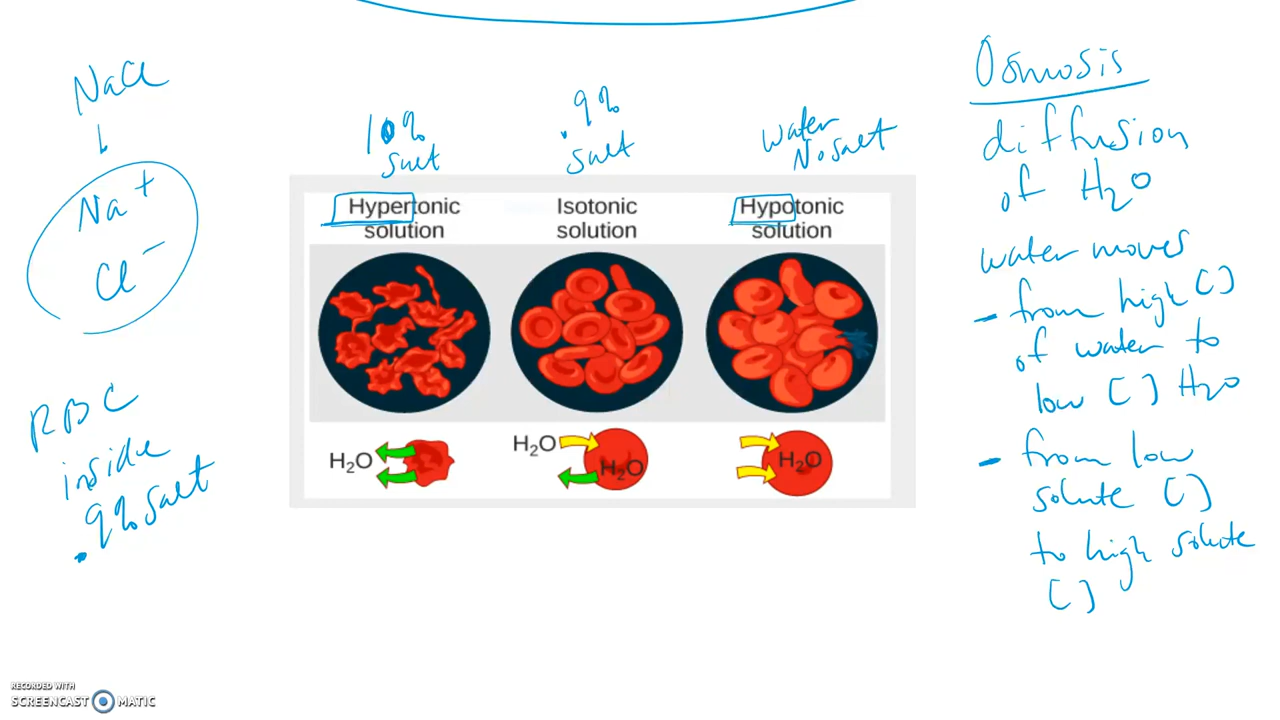 NaCl
Na+
Cl−
RBC
inside
.9% salt
10%
salt
.9%
salt
water
No salt
Hypertonic
solution
Isotonic
solution
Hypotonic
solution
H₂O
H₂O
H₂O
H₂O
Osmosis
diffusion
of H₂O
water moves
- from high [ ]
of water to
low [ ] H₂O
- from low
solute [ ]
to high solute
[ ]
RECORDED WITH
SCREENCAST MATIC